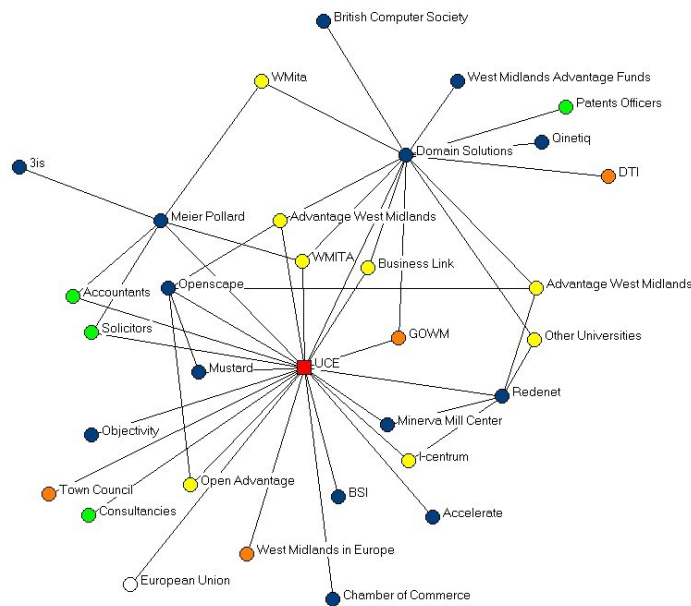 British Computer Society
WMita
West Midlands Advantage Funds
Patents Officers
Qinetiq
Domain Solutions
3is
DTI
Meier Pollard
Advantage West Midlands
WMITA
Business Link
Accountants
Openscape
Advantage West Midlands
Solicitors
GOWM
Other Universities
Mustard
UCE
Redenet
Minerva Mill Center
Objectivity
I-centrum
Open Advantage
Town Council
BSI
Consultancies
Accelerate
West Midlands in Europe
European Union
Chamber of Commerce